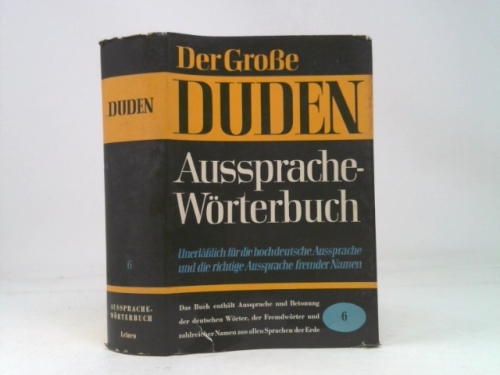 DUDEN
6
AUSSPRACHE-
WÖRTERBUCH
Leinen
Der Große
DUDEN
Aussprache-
Wörterbuch
Unerläßlich für die hochdeutsche Aussprache
und die richtige Aussprache fremder Namen
Das Buch enthält Aussprache und Betonung
der deutschen Wörter, der Fremdwörter und
zahlreicher Namen aus allen Sprachen der Erde
6